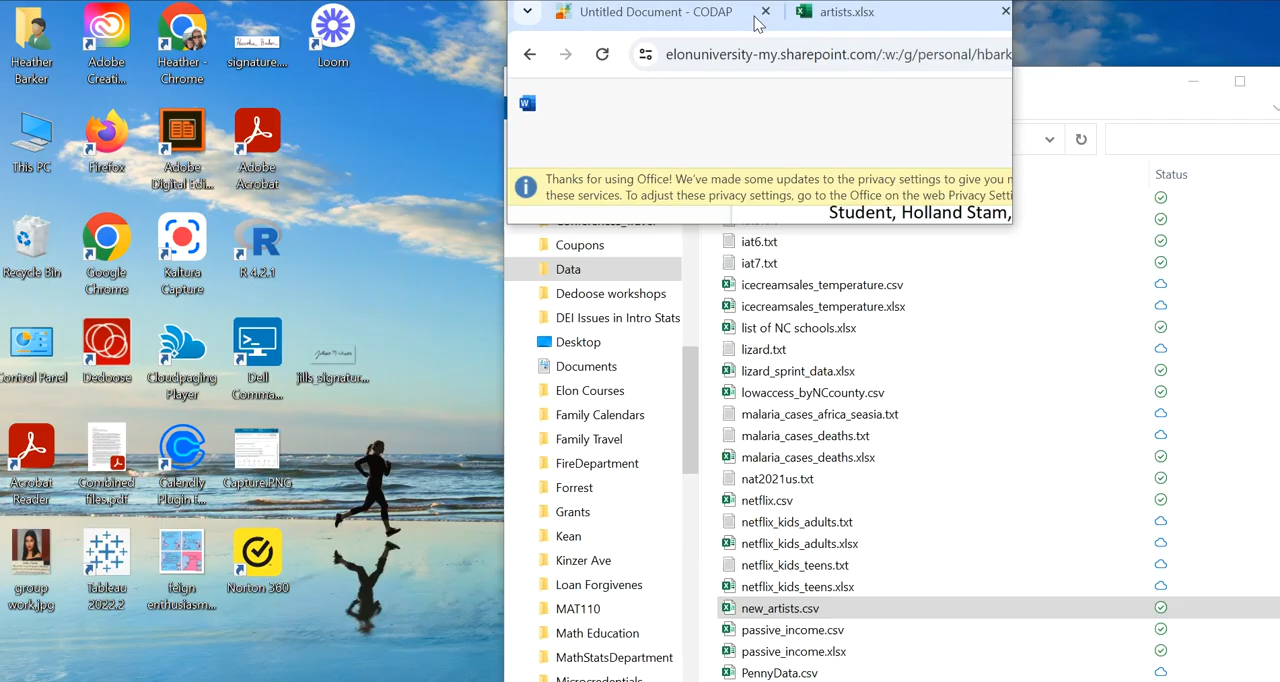 Heather
Barker
Adobe
Creati...
Heather -
Chrome
signature....
Loom
This PC
Firefox
Adobe
Digital Edi...
Adobe
Acrobat
Recycle Bin
Google
Chrome
Kaltura
Capture
R
R 4.2.1
Control Panel
Dedoose
Cloudpaging
Player
Dell
Comma...
jills_signatur...
Acrobat
Reader
Combined
files.pdf
Calendly
Plugin f...
Capture.PNG
group
work.jpg
Tableau
2022.2
feign
enthusiasm...
Norton 360
Untitled Document - CODAP
artists.xlsx
elonuniversity-my.sharepoint.com/:w:/g/personal/hbark
W
Thanks for using Office! We've made some updates to the privacy settings to give you m
these services. To adjust these privacy settings, go to the Office on the web Privacy Setti
Student, Holland Stam,
Coupons
Data
Dedoose workshops
DEI Issues in Intro Stats
Desktop
Documents
Elon Courses
Family Calendars
Family Travel
FireDepartment
Forrest
Grants
Kean
Kinzer Ave
Loan Forgivenes
MAT110
Math Education
MathStatsDepartment
Microcredentials
Status
iat6.txt
iat7.txt
icecreamsales_temperature.csv
icecreamsales_temperature.xlsx
list of NC schools.xlsx
lizard.txt
lizard_sprint_data.xlsx
lowaccess_byNCcounty.csv
malaria_cases_africa_seasia.txt
malaria_cases_deaths.txt
malaria_cases_deaths.xlsx
nat2021us.txt
netflix.csv
netflix_kids_adults.txt
netflix_kids_adults.xlsx
netflix_kids_teens.txt
netflix_kids_teens.xlsx
new_artists.csv
passive_income.csv
passive_income.xlsx
PennyData.csv